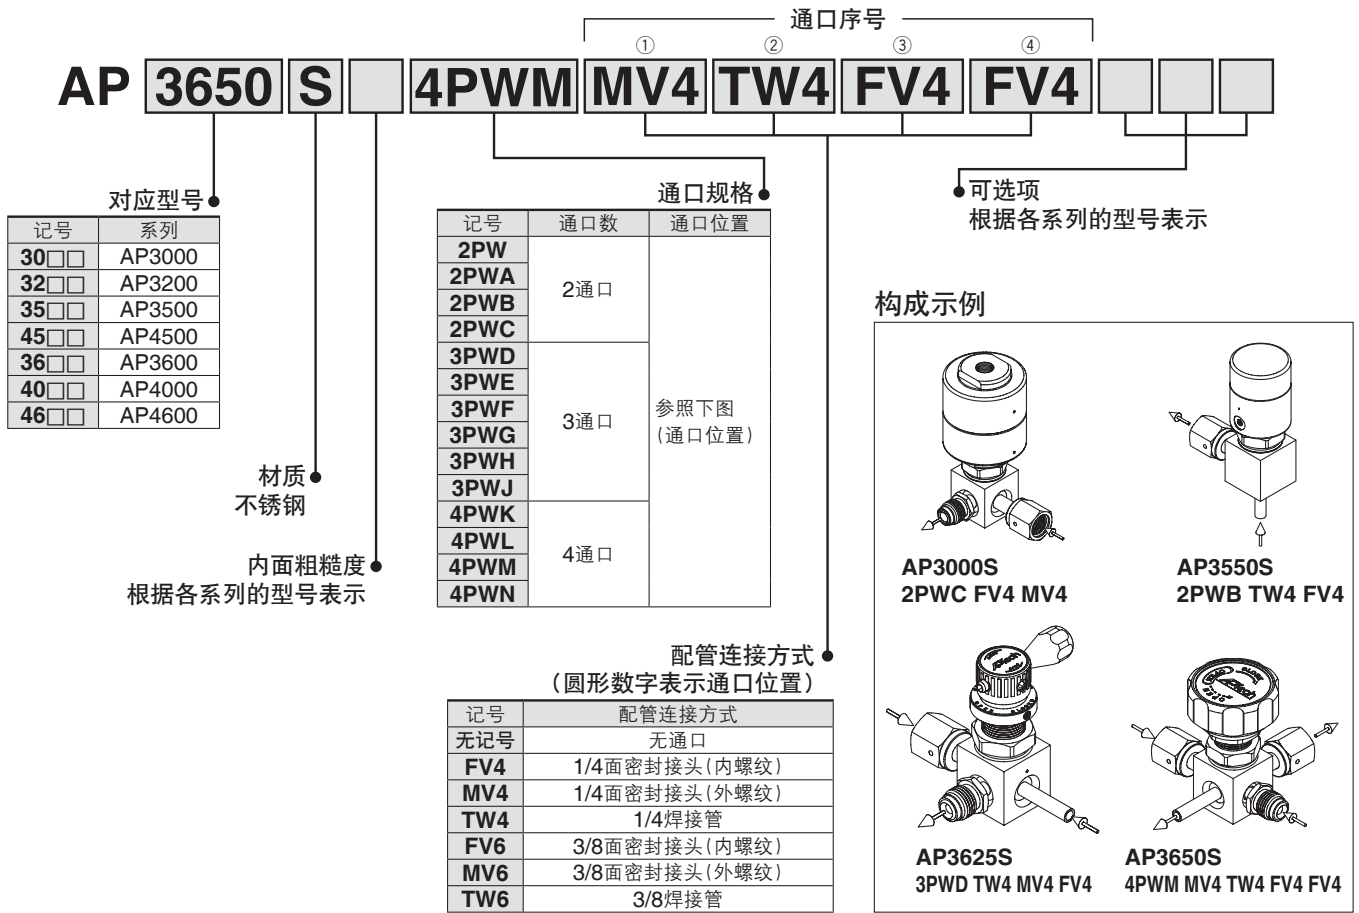 通口序号
① ② ③ ④
AP 3650 S □ 4PWM MV4 TW4 FV4 FV4 □ □ □
对应型号
记号 系列
30□□ AP3000
32□□ AP3200
35□□ AP3500
45□□ AP4500
36□□ AP3600
40□□ AP4000
46□□ AP4600
材质
不锈钢
内面粗糙度
根据各系列的型号表示
通口规格
记号 通口数 通口位置
2PW
2PWA
2PWB
2PWC
2通口
3PWD
3PWE
3PWF
3PWG
3PWH
3PWJ
3通口
4PWK
4PWL
4PWM
4PWN
4通口
参照下图
(通口位置)
可选项
根据各系列的型号表示
配管连接方式
(圆形数字表示通口位置)
记号 配管连接方式
无记号 无通口
FV4 1/4面密封接头(内螺纹)
MV4 1/4面密封接头(外螺纹)
TW4 1/4焊接管
FV6 3/8面密封接头(内螺纹)
MV6 3/8面密封接头(外螺纹)
TW6 3/8焊接管
构成示例
AP3000S
2PWC FV4 MV4
AP3550S
2PWB TW4 FV4
AP3625S
3PWD TW4 MV4 FV4
AP3650S
4PWM MV4 TW4 FV4 FV4